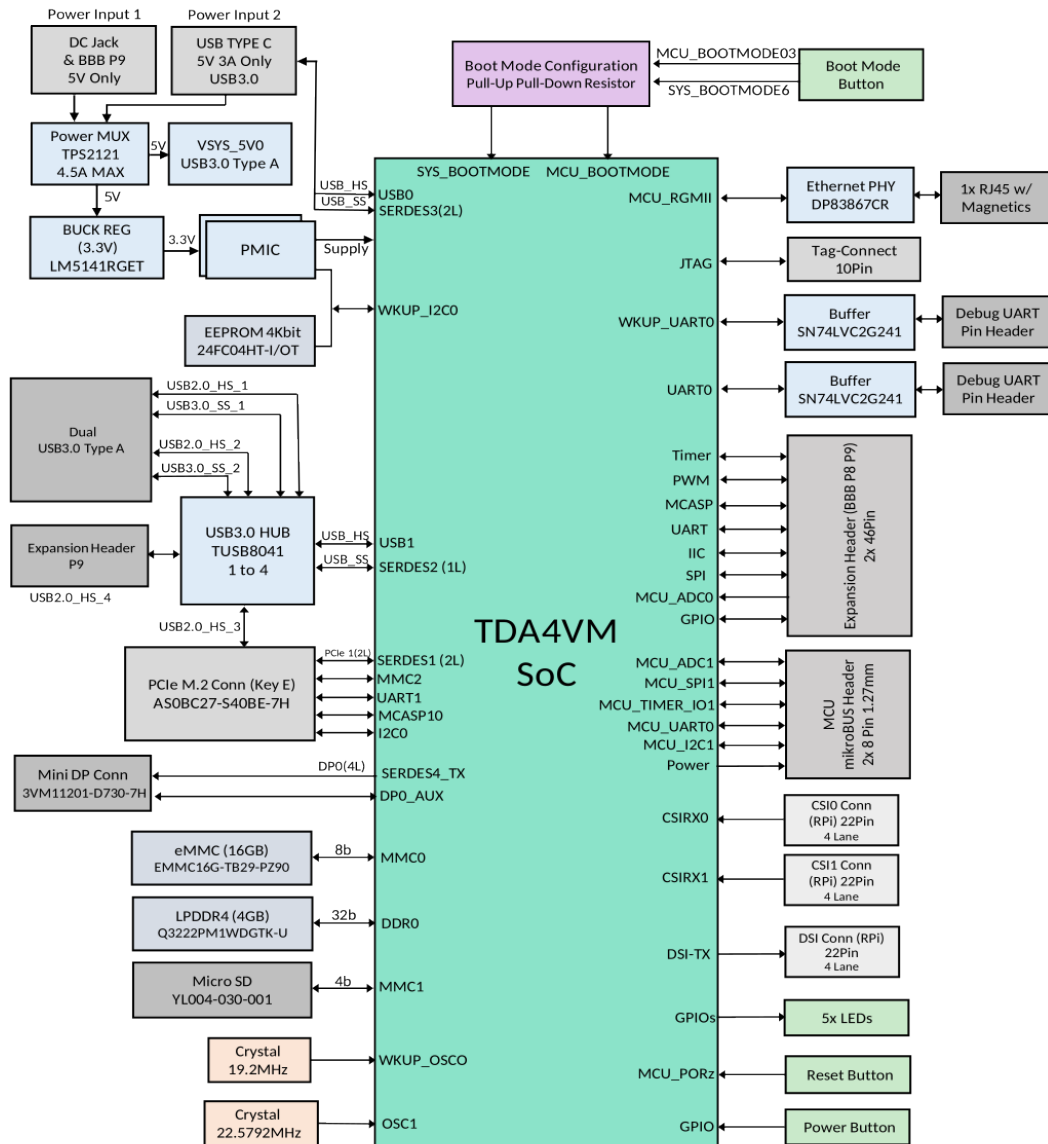 Power Input 1
Power Input 2
DC Jack
& BBB P9
5V Only
USB TYPE C
5V 3A Only
USB3.0
Boot Mode Configuration
Pull-Up Pull-Down Resistor
MCU_BOOTMODE03
SYS_BOOTMODE6
Boot Mode
Button
Power MUX
TPS2121
4.5A MAX
5V
VSYS_5V0
USB3.0 Type A
5V
BUCK REG
(3.3V)
LM5141RGET
3.3V
PMIC
Supply
USB_HS
USB_SS
USB0
SERDES3(2L)
SYS_BOOTMODE
MCU_BOOTMODE
MCU_RGMII
Ethernet PHY
DP83867CR
1x RJ45 w/
Magnetics
JTAG
Tag-Connect
10Pin
WKUP_I2C0
EEPROM 4Kbit
24FC04HT-I/OT
WKUP_UART0
Buffer
SN74LVC2G241
Debug UART
Pin Header
UART0
Buffer
SN74LVC2G241
Debug UART
Pin Header
Dual
USB3.0 Type A
USB2.0_HS_1
USB3.0_SS_1
USB2.0_HS_2
USB3.0_SS_2
USB3.0 HUB
TUSB8041
1 to 4
Expansion Header
P9
USB2.0_HS_4
USB_HS
USB1
USB_SS
SERDES2 (1L)
USB2.0_HS_3
Timer
PWM
MCASP
UART
IIC
SPI
MCU_ADC0
GPIO
Expansion Header (BBB P8 P9)
2x 46Pin
TDA4VM
SoC
PCIe M.2 Conn (Key E)
AS0BC27-S40BE-7H
PCIe 1(2L)
SERDES1 (2L)
MMC2
UART1
MCASP10
I2C0
MCU_ADC1
MCU_SPI1
MCU_TIMER_IO1
MCU_UART0
MCU_I2C1
Power
MCU
mikroBUS Header
2x 8 Pin 1.27mm
Mini DP Conn
3VM11201-D730-7H
DP0(4L)
SERDES4_TX
DP0_AUX
CSIRX0
CSI0 Conn
(RPi) 22Pin
4 Lane
eMMC (16GB)
EMMC16G-TB29-PZ90
8b
MMC0
CSIRX1
CSI1 Conn
(RPi) 22Pin
4 Lane
LPDDR4 (4GB)
Q3222PM1WDGTK-U
32b
DDR0
DSI-TX
DSI Conn (RPi)
22Pin
4 Lane
Micro SD
YL004-030-001
4b
MMC1
GPIOs
5x LEDs
Crystal
19.2MHz
WKUP_OSCO
MCU_PORz
Reset Button
Crystal
22.5792MHz
OSC1
GPIO
Power Button